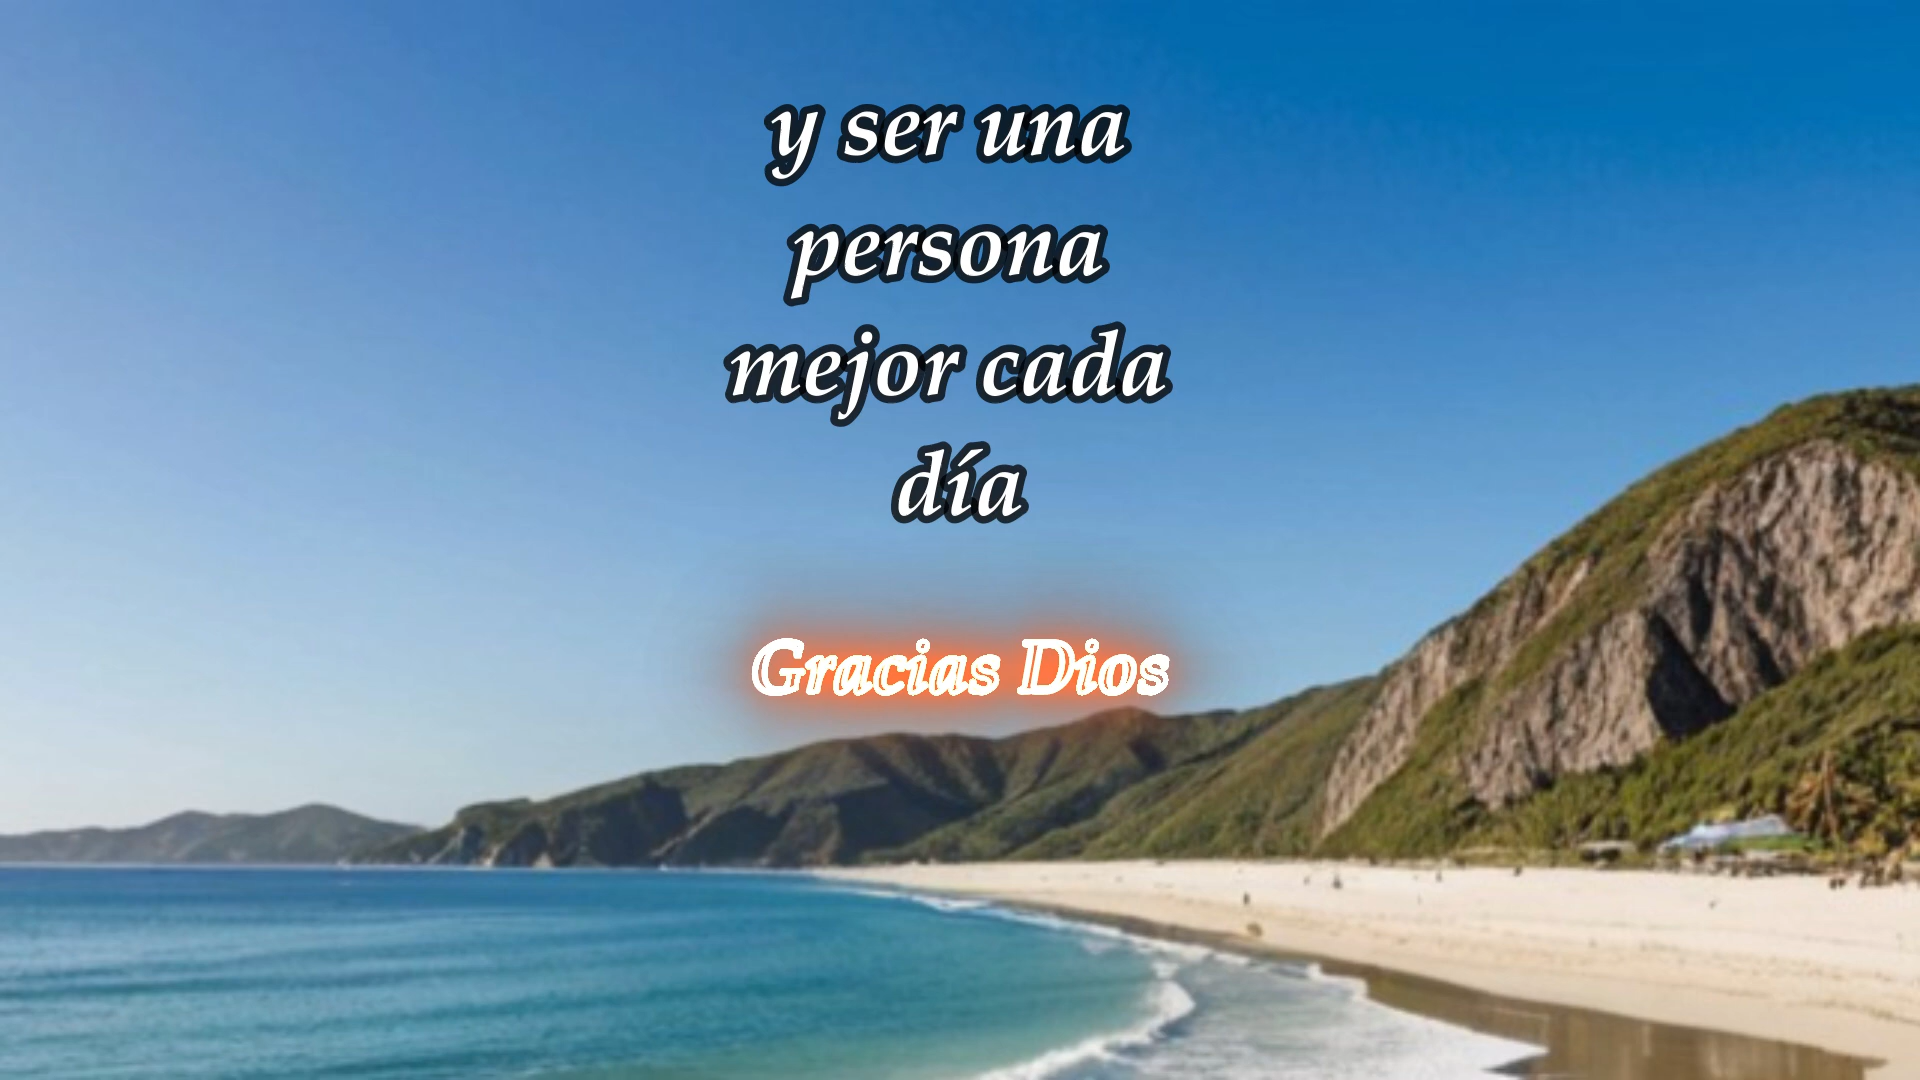 y ser una
persona
mejor cada
día
Gracias Dios